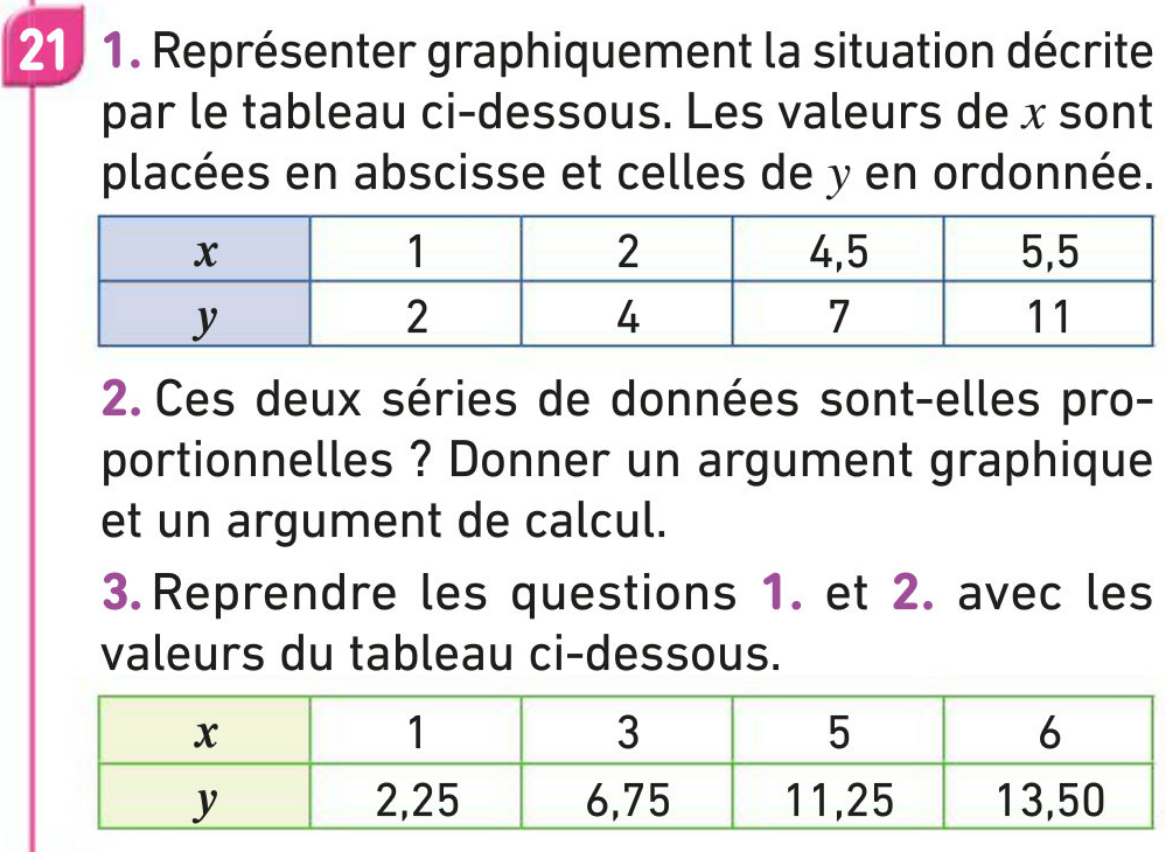 21 1. Représenter graphiquement la situation décrite
par le tableau ci-dessous. Les valeurs de x sont
placées en abscisse et celles de y en ordonnée.
x 1 2 4,5 5,5
y 2 4 7 11
2. Ces deux séries de données sont-elles pro-
portionnelles ? Donner un argument graphique
et un argument de calcul.
3. Reprendre les questions 1. et 2. avec les
valeurs du tableau ci-dessous.
x 1 3 5 6
y 2,25 6,75 11,25 13,50